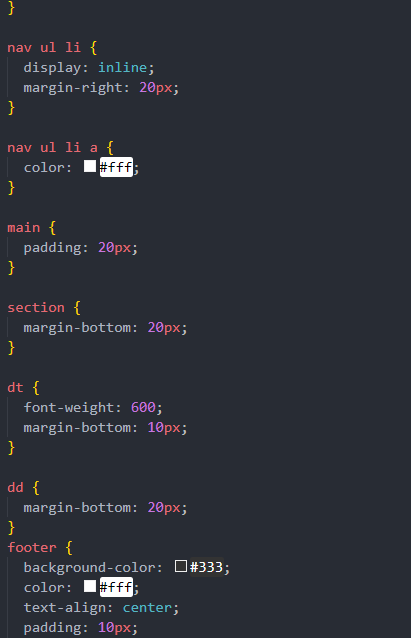 }
nav ul li {
display: inline;
margin-right: 20px;
}
nav ul li a {
color: #fff;
}
main {
padding: 20px;
}
section {
margin-bottom: 20px;
}
dt {
font-weight: 600;
margin-bottom: 10px;
}
dd {
margin-bottom: 20px;
}
footer {
background-color: #333;
color: #fff;
text-align: center;
padding: 10px;